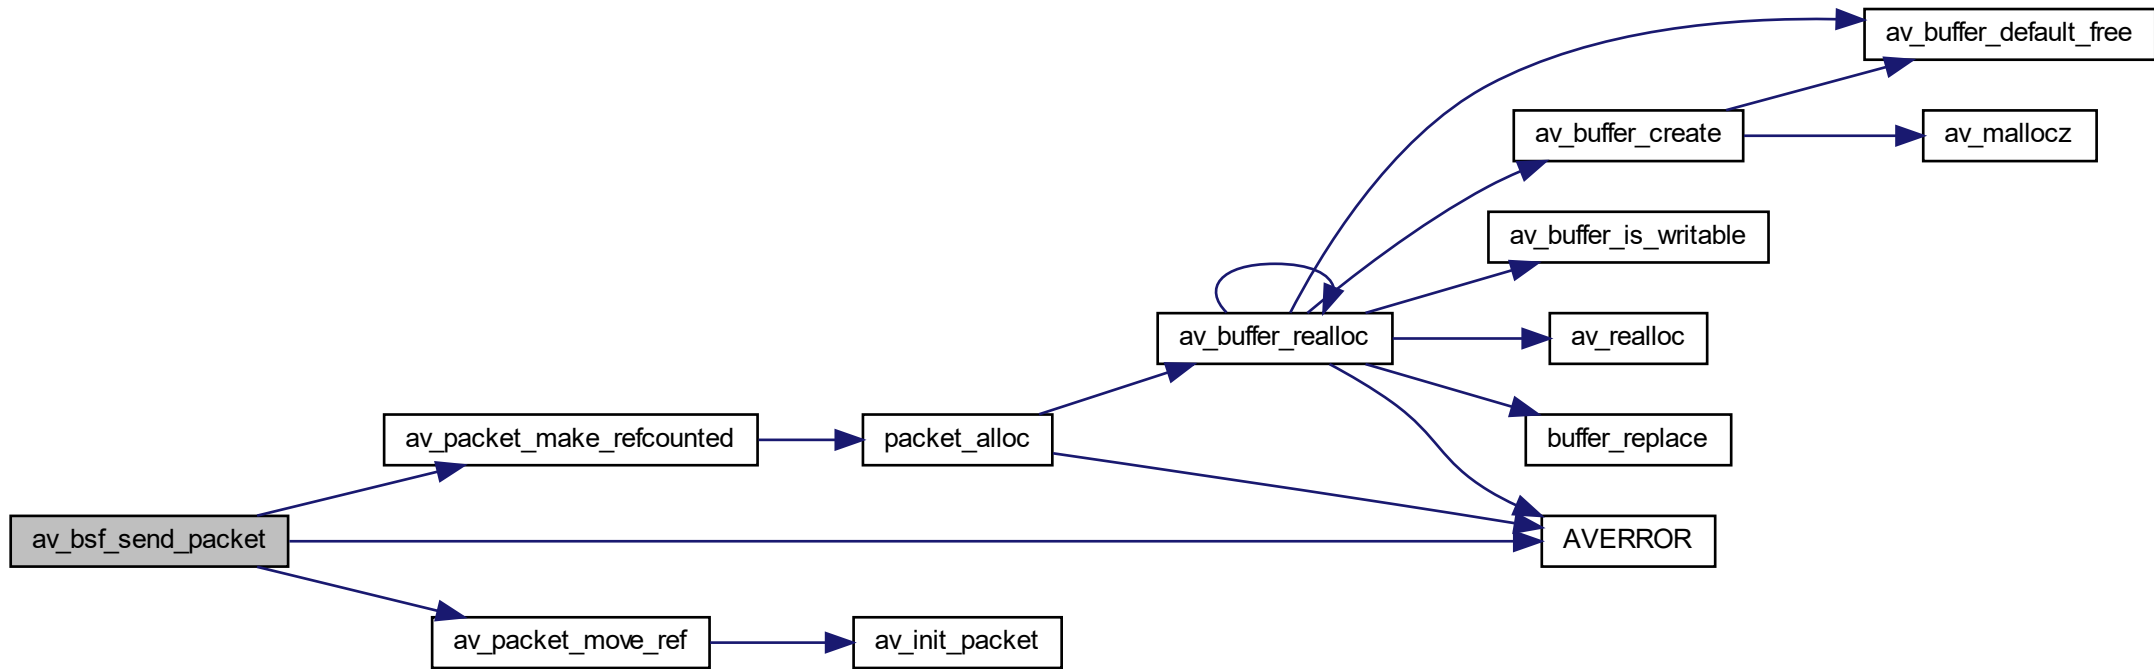 av_buffer_default_free
av_buffer_create
av_mallocz
av_buffer_is_writable
av_buffer_realloc
av_realloc
av_packet_make_refcounted
packet_alloc
buffer_replace
av_bsf_send_packet
AVERROR
av_packet_move_ref
av_init_packet